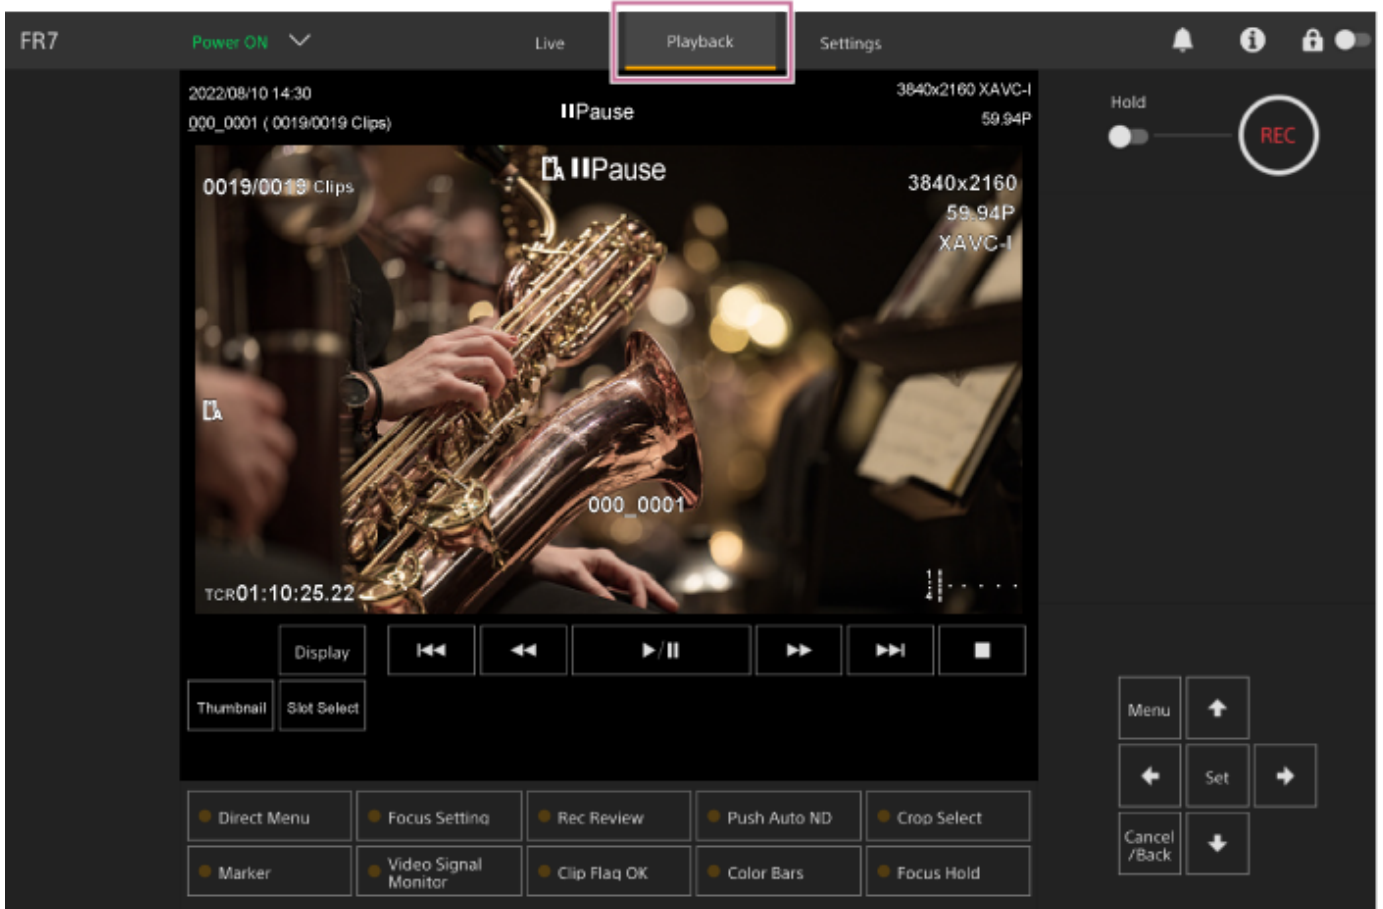 FR7
Power ON
Live
Playback
Settings
2022/08/10 14:30
000_0001 ( 0019/0019 Clips)
Pause
3840x2160 XAVC-I
59.94P
Hold
REC
0019/0019 Clips
Pause
3840x2160
59.94P
XAVC-I
000_0001
TCR01:10:25.22
Display
Thumbnail
Slot Select
Menu
Set
Cancel
/Back
Direct Menu
Focus Setting
Rec Review
Push Auto ND
Crop Select
Marker
Video Signal
Monitor
Clip Flag OK
Color Bars
Focus Hold